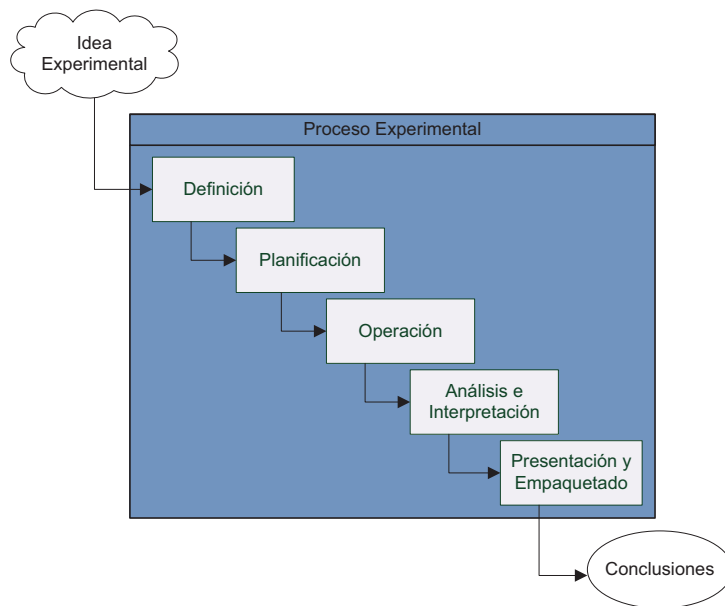 Idea
Experimental
Proceso Experimental
Definición
Planificación
Operación
Análisis e
Interpretación
Presentación y
Empaquetado
Conclusiones